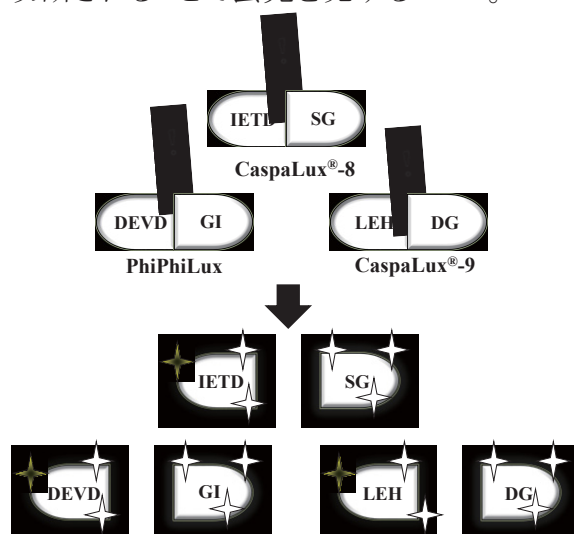 IETD SG
CaspaLux®-8
DEVD GI
LEH DG
PhiPhiLux
CaspaLux®-9
IETD SG
DEVD GI LEH DG